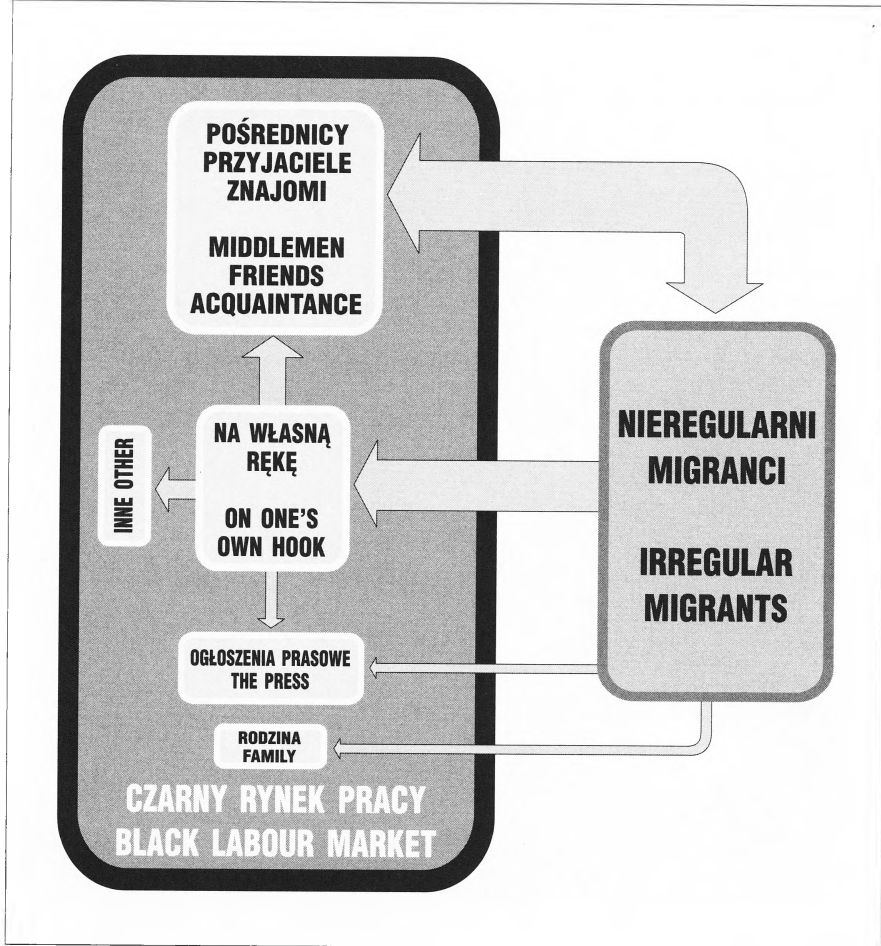 POŚREDNICY
PRZYJACIELE
ZNAJOMI
MIDDLEMEN
FRIENDS
ACQUAINTANCE
NA WŁASNĄ
RĘKĘ
ON ONE'S
OWN HOOK
INNE OTHER
OGŁOSZENIA PRASOWE
THE PRESS
RODZINA
FAMILY
CZARNY RYNEK PRACY
BLACK LABOUR MARKET
NIEREGULARNI
MIGRANCI
IRREGULAR
MIGRANTS